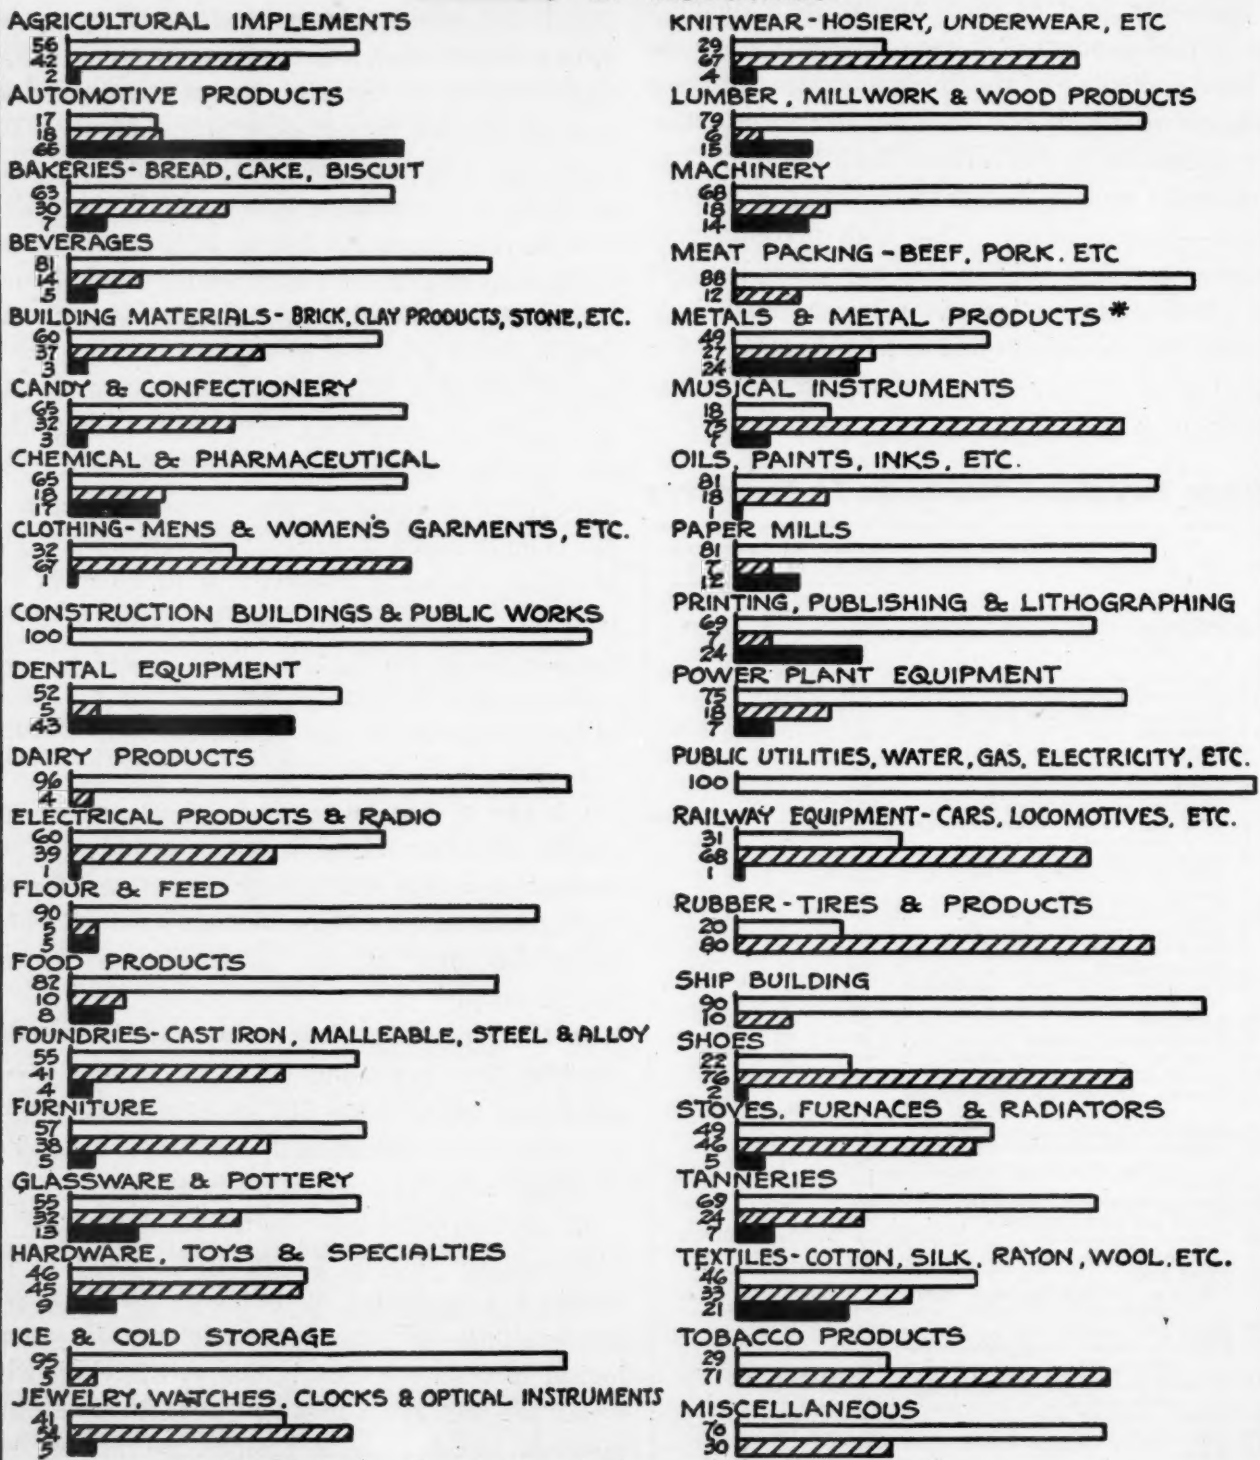 AGRICULTURAL IMPLEMENTS
56
42
2
AUTOMOTIVE PRODUCTS
17
18
65
BAKERIES- BREAD, CAKE, BISCUIT
63
30
7
BEVERAGES
81
14
5
BUILDING MATERIALS- BRICK, CLAY PRODUCTS, STONE, ETC.
60
37
3
CANDY & CONFECTIONERY
65
32
3
CHEMICAL & PHARMACEUTICAL
65
18
17
CLOTHING- MENS & WOMEN'S GARMENTS, ETC.
32
67
1
CONSTRUCTION BUILDINGS & PUBLIC WORKS
100
DENTAL EQUIPMENT
52
5
43
DAIRY PRODUCTS
96
4
ELECTRICAL PRODUCTS & RADIO
60
39
1
FLOUR & FEED
90
5
5
FOOD PRODUCTS
82
10
8
FOUNDRIES- CAST IRON, MALLEABLE, STEEL & ALLOY
55
41
4
FURNITURE
57
38
5
GLASSWARE & POTTERY
55
32
13
HARDWARE, TOYS & SPECIALTIES
46
45
9
ICE & COLD STORAGE
95
5
JEWELRY, WATCHES, CLOCKS & OPTICAL INSTRUMENTS
41
54
5
KNITWEAR - HOSIERY, UNDERWEAR, ETC
29
67
4
LUMBER, MILLWORK & WOOD PRODUCTS
79
6
15
MACHINERY
68
18
14
MEAT PACKING - BEEF, PORK. ETC
88
12
METALS & METAL PRODUCTS *
49
27
24
MUSICAL INSTRUMENTS
18
75
7
OILS, PAINTS, INKS, ETC.
81
18
1
PAPER MILLS
81
7
12
PRINTING, PUBLISHING & LITHOGRAPHING
69
7
24
POWER PLANT EQUIPMENT
75
18
7
PUBLIC UTILITIES, WATER, GAS, ELECTRICITY, ETC.
100
RAILWAY EQUIPMENT- CARS, LOCOMOTIVES, ETC.
31
68
1
RUBBER - TIRES & PRODUCTS
20
80
SHIP BUILDING
90
10
SHOES
22
76
2
STOVES, FURNACES & RADIATORS
49
46
5
TANNERIES
69
24
7
TEXTILES- COTTON, SILK, RAYON, WOOL. ETC.
46
33
21
TOBACCO PRODUCTS
29
71
MISCELLANEOUS
70
30